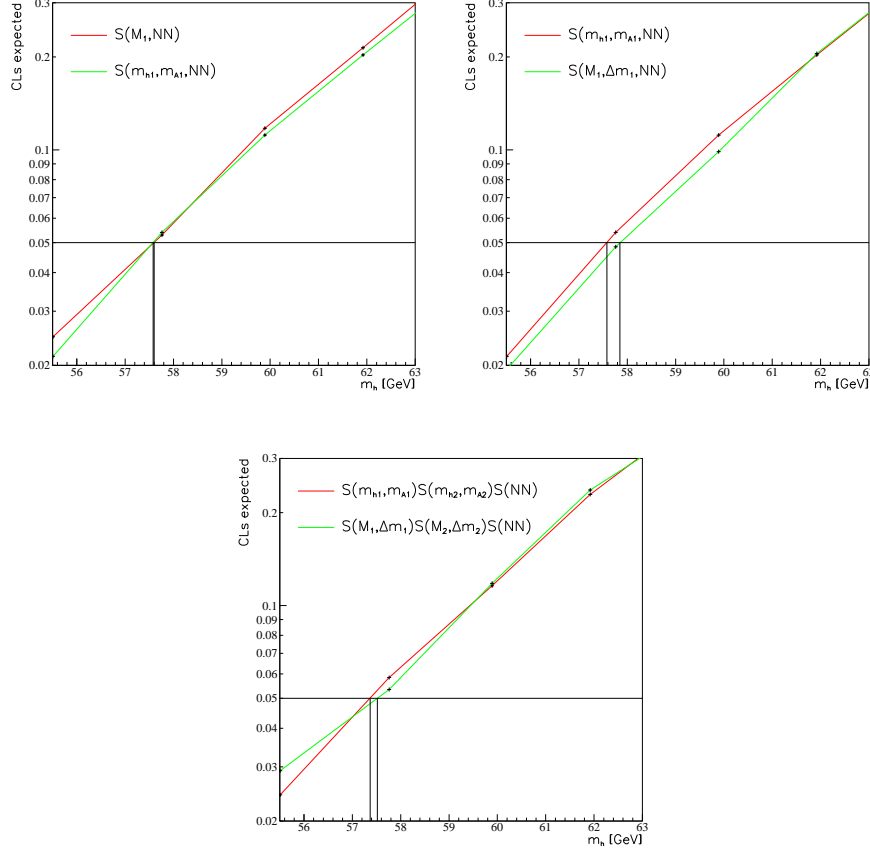 CLs expected
0.3
0.2
0.1
0.09
0.08
0.07
0.06
0.05
0.04
0.03
0.02
S(M₁,NN)
S(mₕ₁,m_A1,NN)
56 57 58 59 60 61 62 63
mₕ [GeV]
CLs expected
0.3
0.2
0.1
0.09
0.08
0.07
0.06
0.05
0.04
0.03
0.02
S(mₕ₁,m_A1,NN)
S(M₁,Δm₁,NN)
56 57 58 59 60 61 62 63
mₕ [GeV]
CLs expected
0.3
0.2
0.1
0.09
0.08
0.07
0.06
0.05
0.04
0.03
0.02
S(mₕ₁,m_A1)S(mₕ₂,m_A2)S(NN)
S(M₁,Δm₁)S(M₂,Δm₂)S(NN)
56 57 58 59 60 61 62 63
mₕ [GeV]